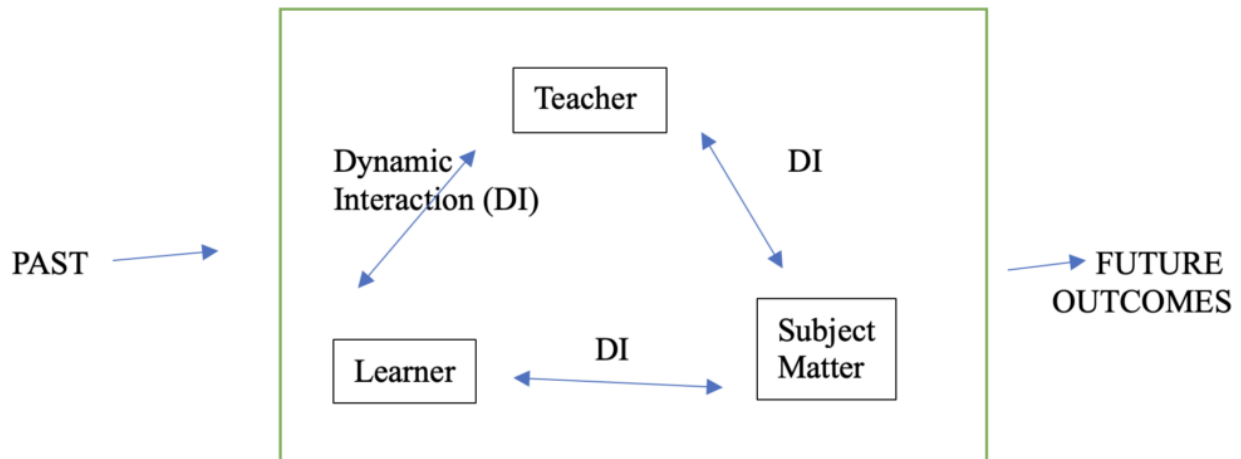 Teacher
Dynamic
Interaction (DI)
DI
PAST
FUTURE
OUTCOMES
Learner
DI
Subject
Matter